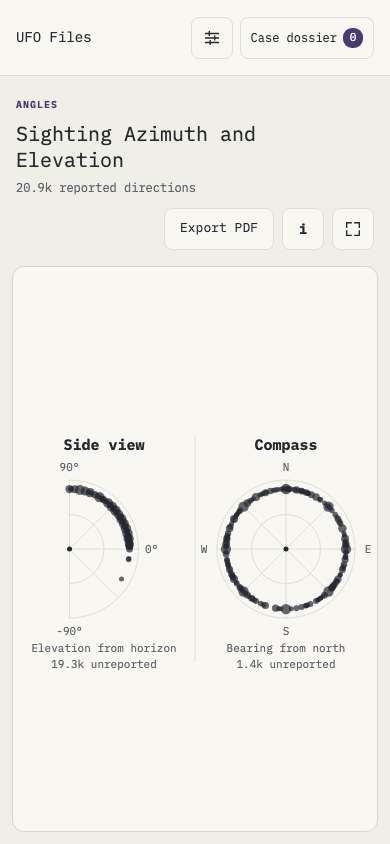 UFO Files
Case dossier 0
ANGLES
Sighting Azimuth and
Elevation
20.9k reported directions
Export PDF
i
Side view
90°
0°
-90°
Elevation from horizon
19.3k unreported
Compass
N
W
E
S
Bearing from north
1.4k unreported